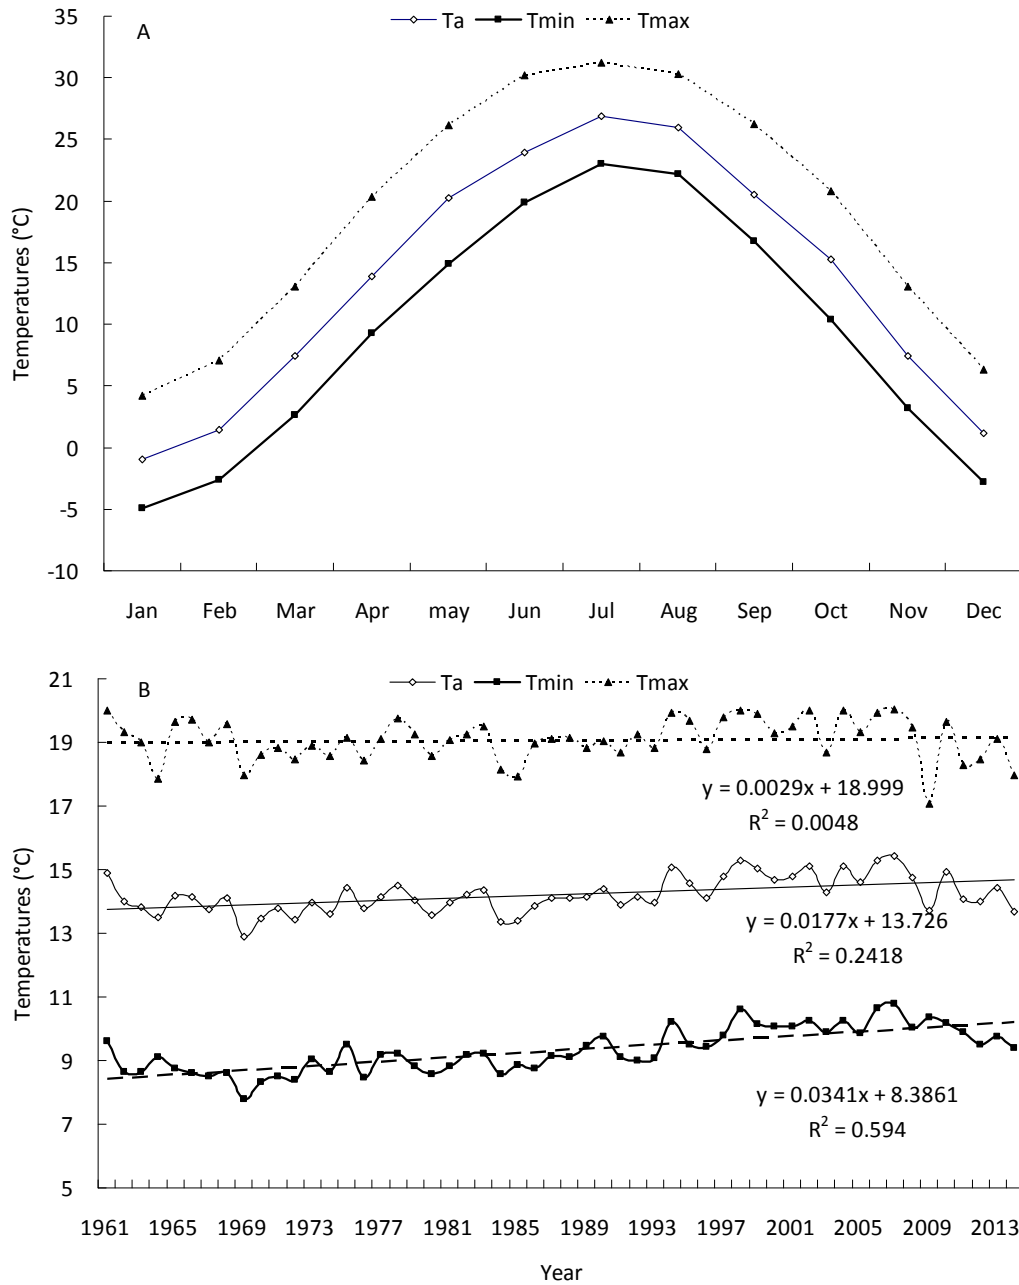 A
Ta Tmin Tmax
35
30
25
20
15
10
5
0
-5
-10
Temperatures (°C)
Jan Feb Mar Apr may Jun Jul Aug Sep Oct Nov Dec
B
Ta Tmin Tmax
21
19
17
15
13
11
9
7
5
Temperatures (°C)
y = 0.0029x + 18.999
R² = 0.0048
y = 0.0177x + 13.726
R² = 0.2418
y = 0.0341x + 8.3861
R² = 0.594
1961 1965 1969 1973 1977 1981 1985 1989 1993 1997 2001 2005 2009 2013
Year